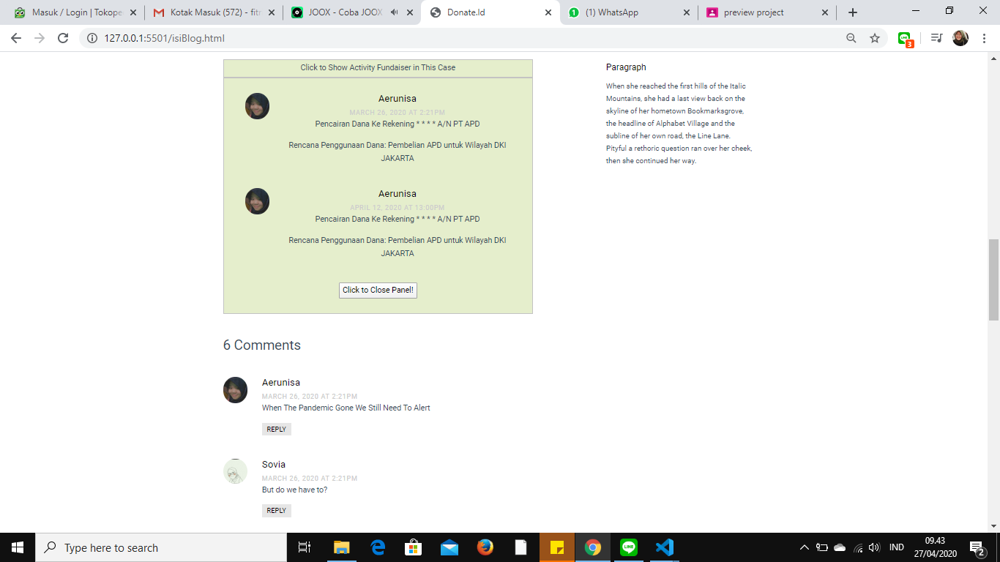 Masuk / Login | Tokope
Kotak Masuk (572) - fitr
JOOX - Coba JOOX
Donate.Id
(1) WhatsApp
preview project
127.0.0.1:5501/isiBlog.html
3
Click to Show Activity Fundaiser in This Case
Aerunisa
MARCH 26, 2020 AT 2:21PM
Pencairan Dana Ke Rekening * * * * A/N PT APD
Rencana Penggunaan Dana: Pembelian APD untuk Wilayah DKI
JAKARTA
Aerunisa
APRIL 12, 2020 AT 13:00PM
Pencairan Dana Ke Rekening * * * * A/N PT APD
Rencana Penggunaan Dana: Pembelian APD untuk Wilayah DKI
JAKARTA
Click to Close Panel!
Paragraph
When she reached the first hills of the Italic
Mountains, she had a last view back on the
skyline of her hometown Bookmarksgrove,
the headline of Alphabet Village and the
subline of her own road, the Line Lane.
Pityful a rethoric question ran over her cheek,
then she continued her way.
6 Comments
Aerunisa
MARCH 26, 2020 AT 2:21PM
When The Pandemic Gone We Still Need To Alert
REPLY
Sovia
MARCH 26, 2020 AT 2:21PM
But do we have to?
REPLY
Type here to search
IND
09.43
27/04/2020
2